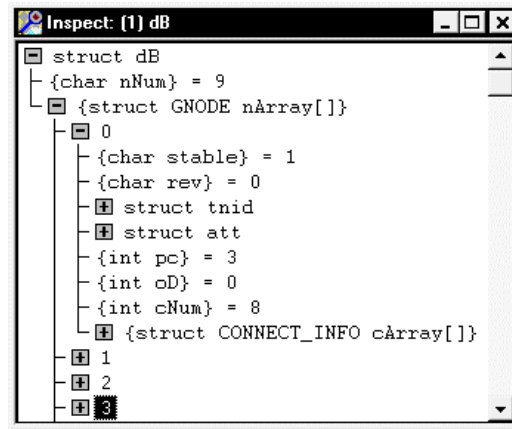 Inspect: (1) dB
struct dB
{char nNum} = 9
{struct GNODE nArray[]}
0
{char stable} = 1
{char rev} = 0
struct tnid
struct att
{int pc} = 3
{int oD} = 0
{int cNum} = 8
{struct CONNECT_INFO cArray[]}
1
2
3